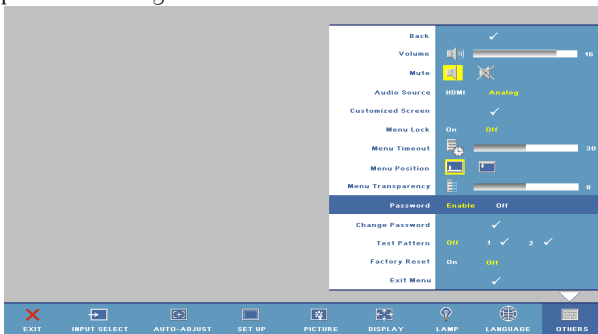 Back
Volume 16
Mute
Audio Source HDMI Analog
Customized Screen
Menu Lock On Off
Menu Timeout 30
Menu Position
Menu Transparency 8
Password Enable Off
Change Password
Test Pattern Off 1 2
Factory Reset On Off
Exit Menu
EXIT INPUT SELECT AUTO-ADJUST SET UP PICTURE DISPLAY LAMP LANGUAGE OTHERS